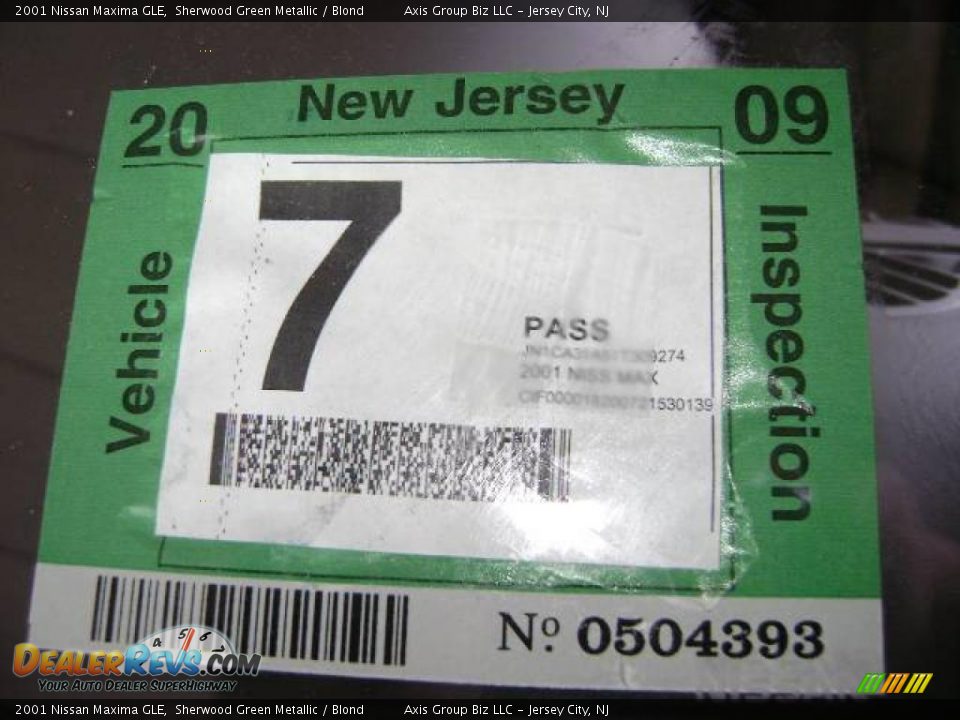 2001 Nissan Maxima GLE, Sherwood Green Metallic / Blond Axis Group Biz LLC - Jersey City, NJ
20 New Jersey 09
Vehicle
Inspection
7
PASS
2001 NISS MAX
Nº. 0504393
DEALERREVS.COM
YOUR AUTO DEALER SUPERHIGHWAY
2001 Nissan Maxima GLE, Sherwood Green Metallic / Blond Axis Group Biz LLC - Jersey City, NJ